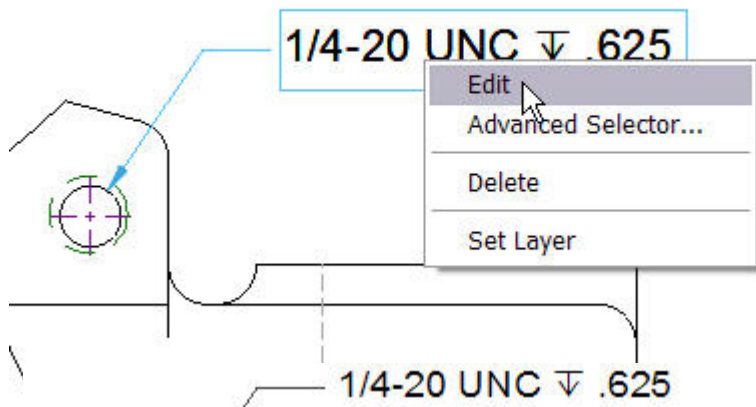 1/4-20 UNC ↧ .625
Edit
Advanced Selector...
Delete
Set Layer
1/4-20 UNC ↧ .625